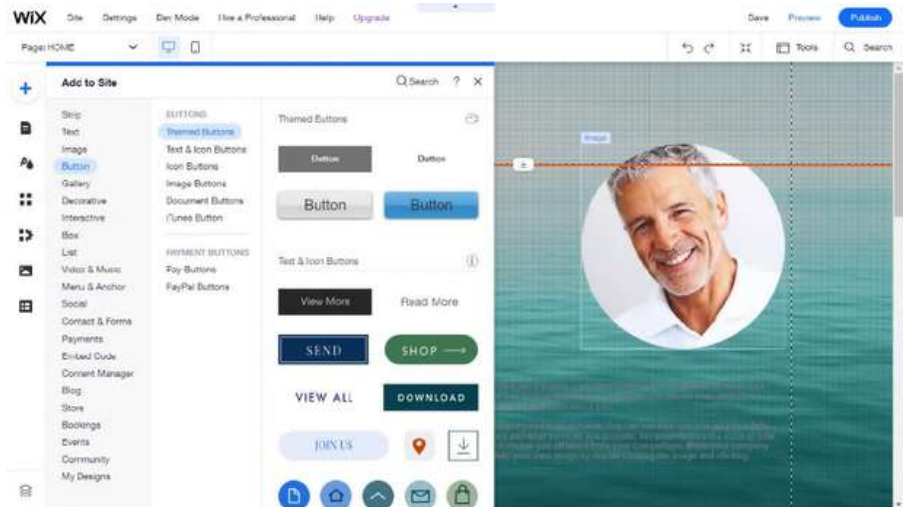 WiX Site Settings Dev Mode Hire a Professional Help Upgrade Save Preview Publish
Page: HOME Tools Search
Add to Site Search ? ×
Strip
Text
Image
Button
Gallery
Decorative
Interactive
Box
List
Video & Music
Menu & Anchor
Social
Contact & Forms
Payments
Embed Code
Content Manager
Blog
Store
Bookings
Events
Community
My Designs
BUTTONS
Themed Buttons
Text & Icon Buttons
Icon Buttons
Image Buttons
Document Buttons
iTunes Button
PAYMENT BUTTONS
Pay Buttons
PayPal Buttons
Themed Buttons
Button Button
Button Button
Text & Icon Buttons
View More Read More
SEND SHOP
VIEW ALL DOWNLOAD
JOIN US
Image